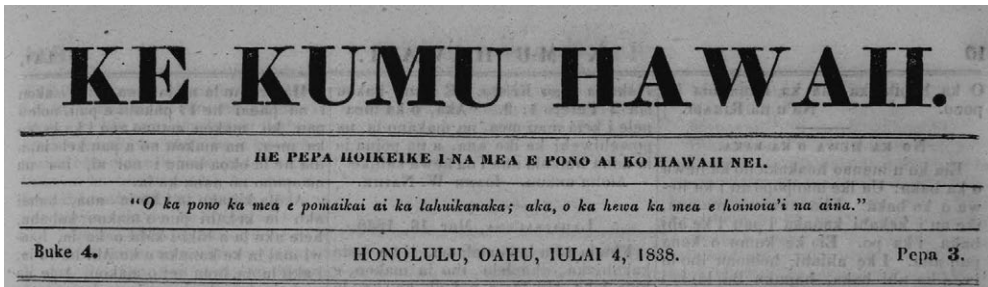 KE KUMU HAWAII.
HE PEPA HOIKEIKE I NA MEA E PONO AI KO HAWAII NEI.
"O ka pono ka mea e pomaikai ai ka lahuikanaka; aka, o ka hewa ka mea e hoinoia'i na aina."
Buke 4. HONOLULU, OAHU, IULAI 4, 1838. Pepa 3.